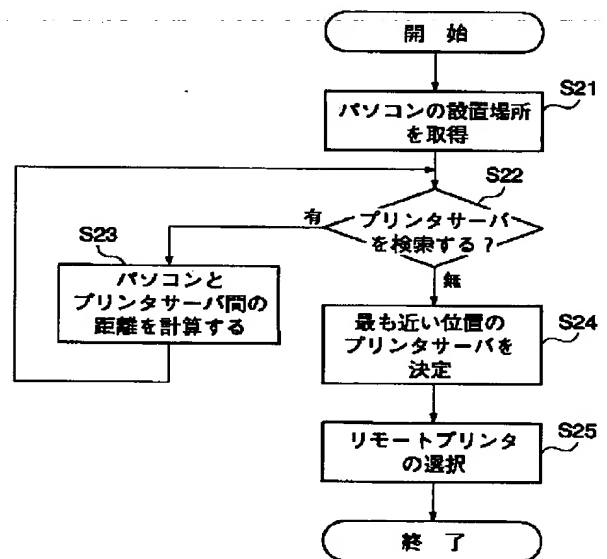 開 始
S21
パソコンの設置場所
を取得
S22
プリンタサーバ
を検索する？
有
無
S23
パソコンと
プリンタサーバ間の
距離を計算する
S24
最も近い位置の
プリンタサーバを
決定
S25
リモートプリンタ
の選択
終 了